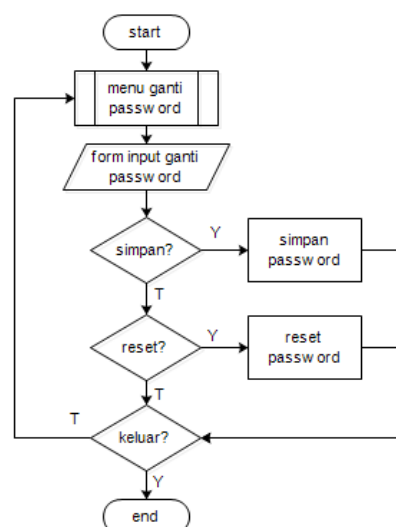 start
menu ganti
passw ord
form input ganti
passw ord
simpan?
Y
simpan
passw ord
T
reset?
Y
reset
passw ord
T
T
keluar?
Y
end